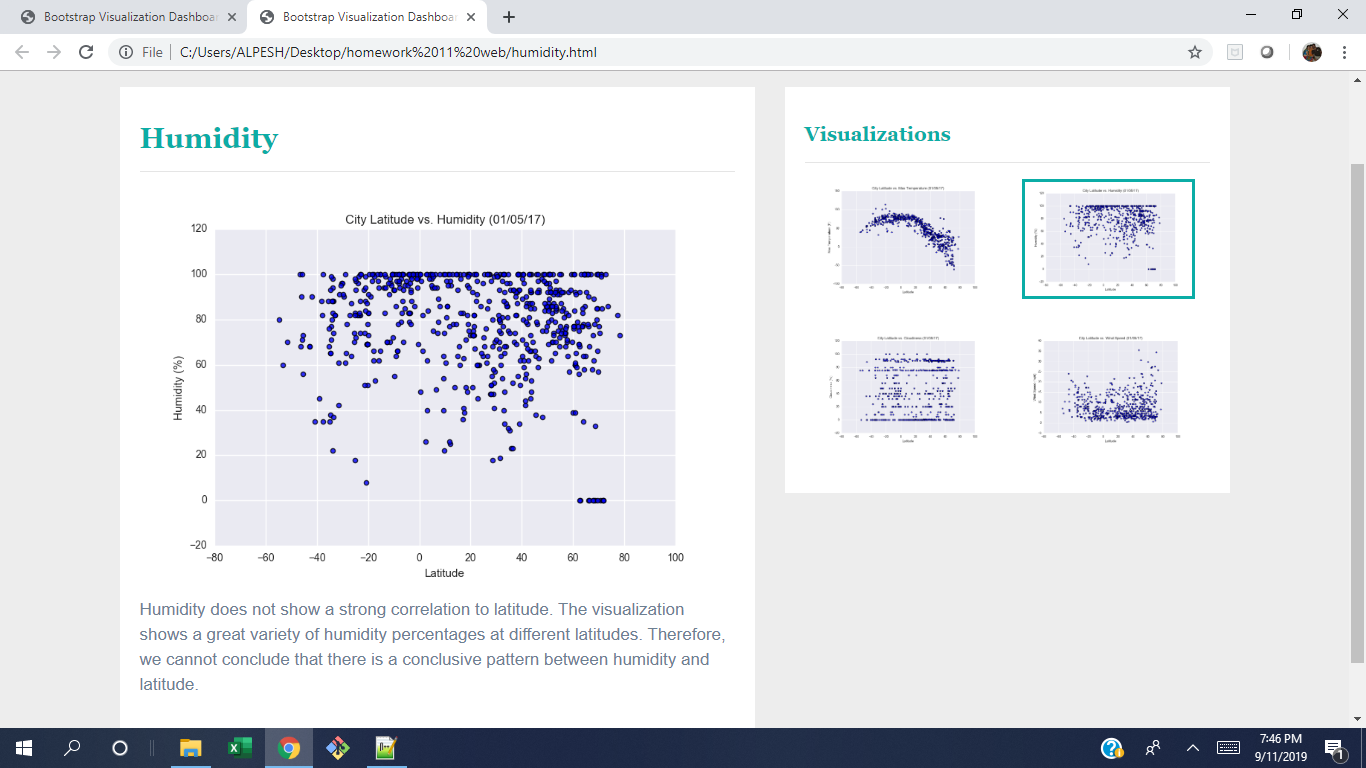 Bootstrap Visualization Dashboar
Bootstrap Visualization Dashboar
File
C:/Users/ALPESH/Desktop/homework%2011%20web/humidity.html
Humidity
City Latitude vs. Humidity (01/05/17)
120
100
80
60
40
20
0
−20
Humidity (%)
−80 −60 −40 −20 0 20 40 60 80 100
Latitude
Humidity does not show a strong correlation to latitude. The visualization
shows a great variety of humidity percentages at different latitudes. Therefore,
we cannot conclude that there is a conclusive pattern between humidity and
latitude.
Visualizations
7:46 PM
9/11/2019
1